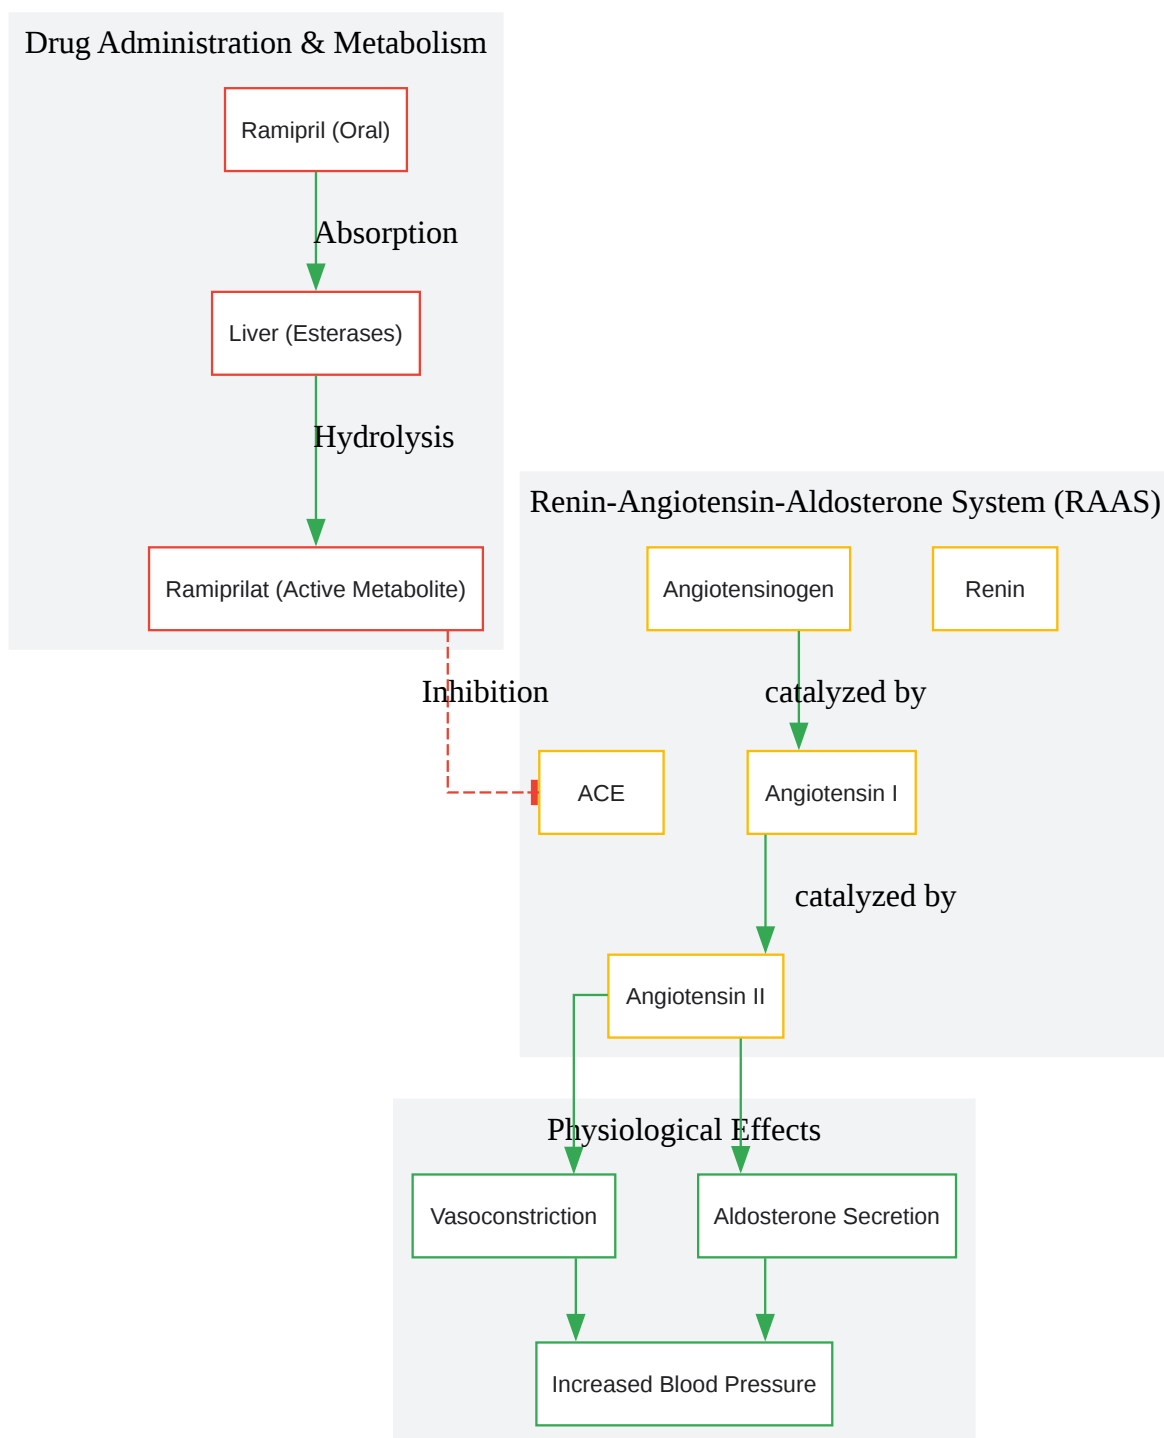 Drug Administration & Metabolism
Ramipril (Oral)
Absorption
Liver (Esterases)
Hydrolysis
Ramiprilat (Active Metabolite)
Inhibition
Renin-Angiotensin-Aldosterone System (RAAS)
Angiotensinogen
Renin
catalyzed by
ACE
Angiotensin I
catalyzed by
Angiotensin II
Physiological Effects
Vasoconstriction
Aldosterone Secretion
Increased Blood Pressure